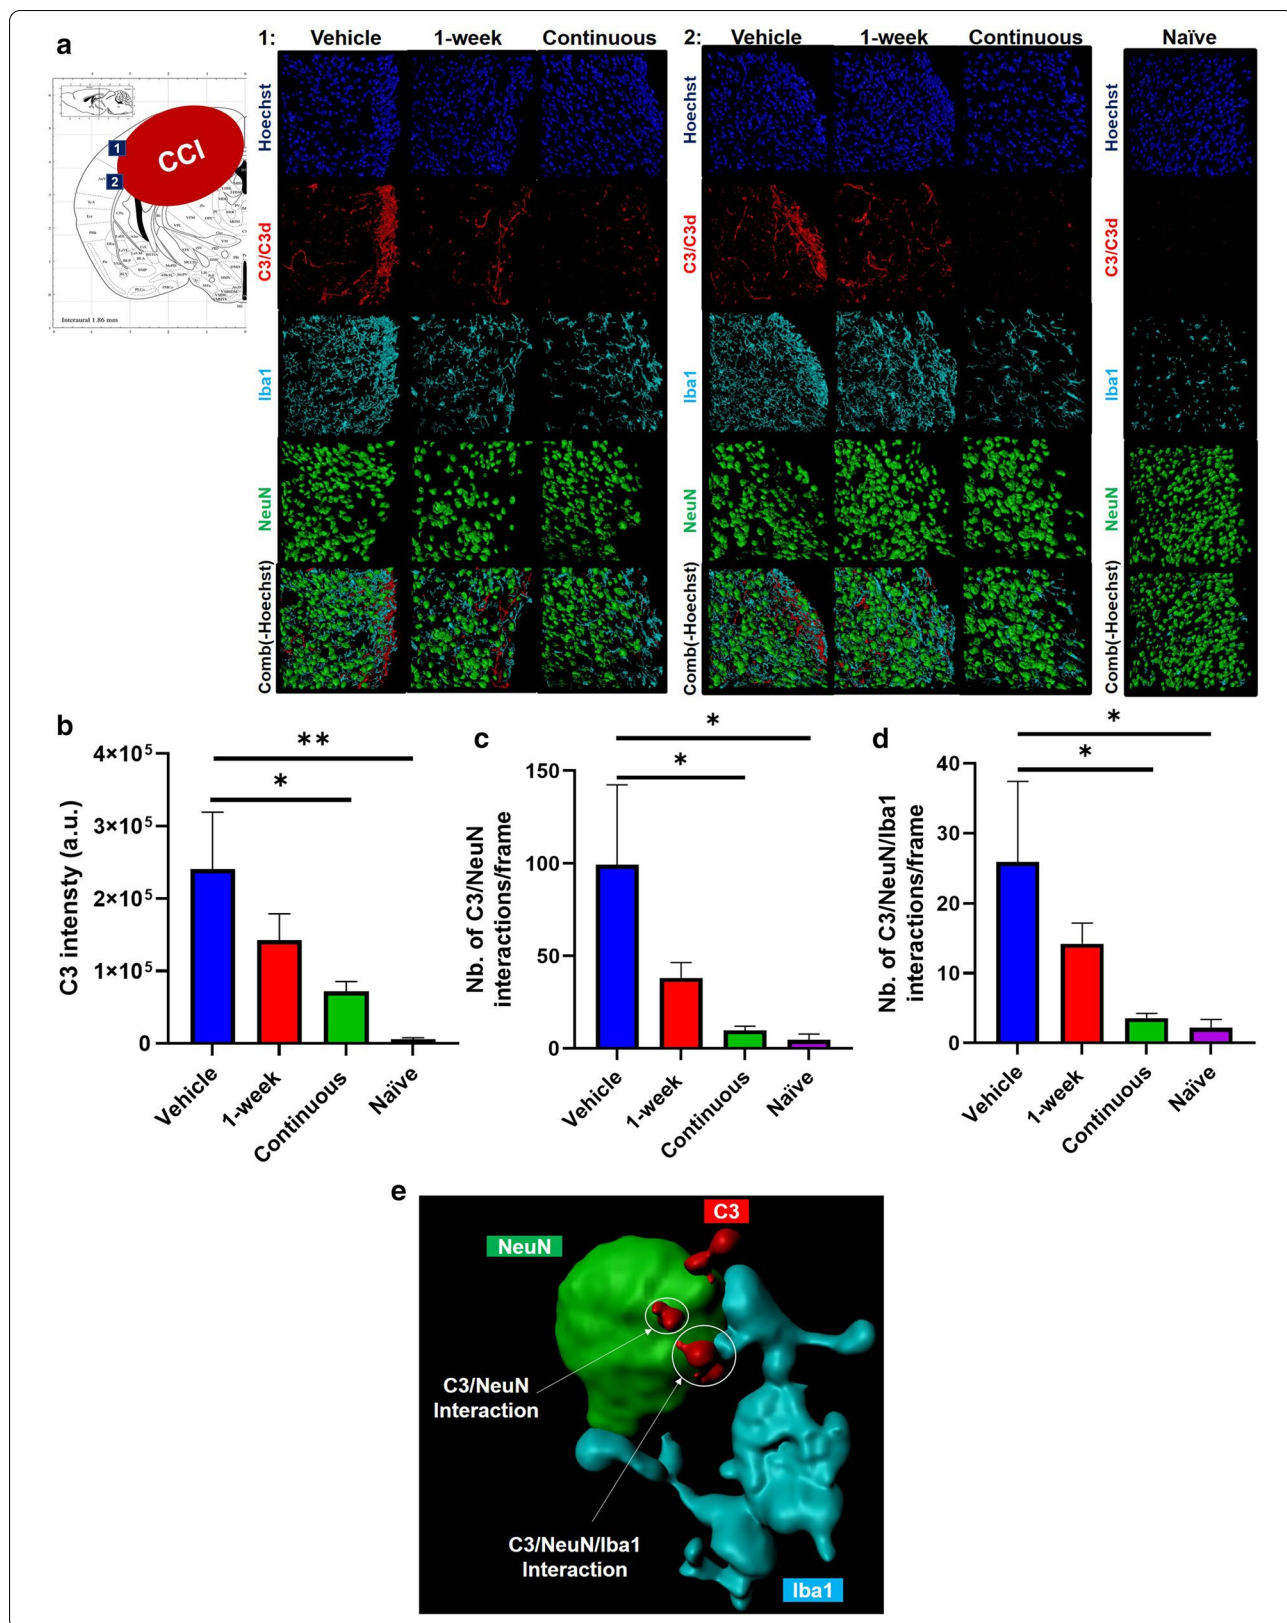 a
1: Vehicle 1-week Continuous 2: Vehicle 1-week Continuous Naïve
CCI
1
2
Interaural 1.86 mm
Hoechst
C3/C3d
Iba1
NeuN
Comb(-Hoechst)
Hoechst
C3/C3d
Iba1
NeuN
Comb(-Hoechst)
Hoechst
C3/C3d
Iba1
NeuN
Comb(-Hoechst)
b
C3 intensty (a.u.)
4×10⁵
3×10⁵
2×10⁵
1×10⁵
0
**
*
Vehicle
1-week
Continuous
Naïve
c
Nb. of C3/NeuN
interactions/frame
150
100
50
0
*
*
Vehicle
1-week
Continuous
Naïve
d
Nb. of C3/NeuN/Iba1
interactions/frame
40
30
20
10
0
*
*
Vehicle
1-week
Continuous
Naïve
e
C3
NeuN
C3/NeuN
Interaction
C3/NeuN/Iba1
Interaction
Iba1